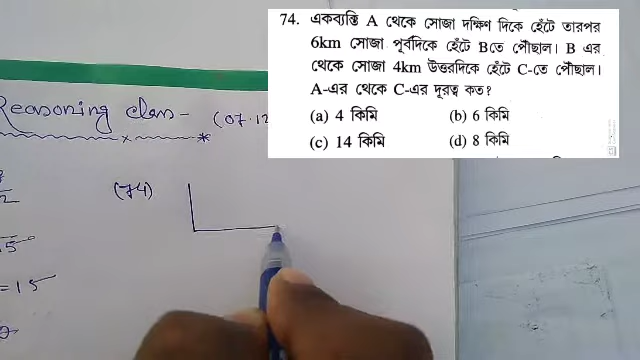 74. একব্যক্তি A থেকে সোজা দক্ষিণ দিকে হেঁটে তারপর
6km সোজা পূর্বদিকে হেঁটে Bতে পৌঁছাল। B এর
থেকে সোজা 4km উত্তরদিকে হেঁটে C-তে পৌঁছাল।
A-এর থেকে C-এর দূরত্ব কত?
(a) 4 কিমি (b) 6 কিমি
(c) 14 কিমি (d) 8 কিমি
Reasoning class - (07.12
(74)
= 15